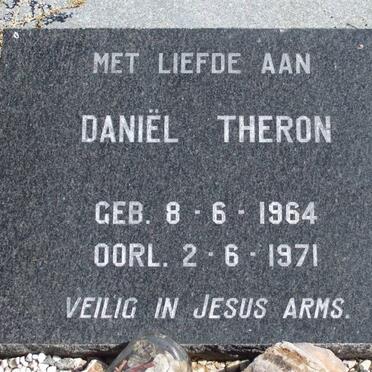 MET LIEFDE AAN
DANIËL THERON
GEB. 8 - 6 - 1964
OORL. 2 - 6 - 1971
VEILIG IN JESUS ARMS.